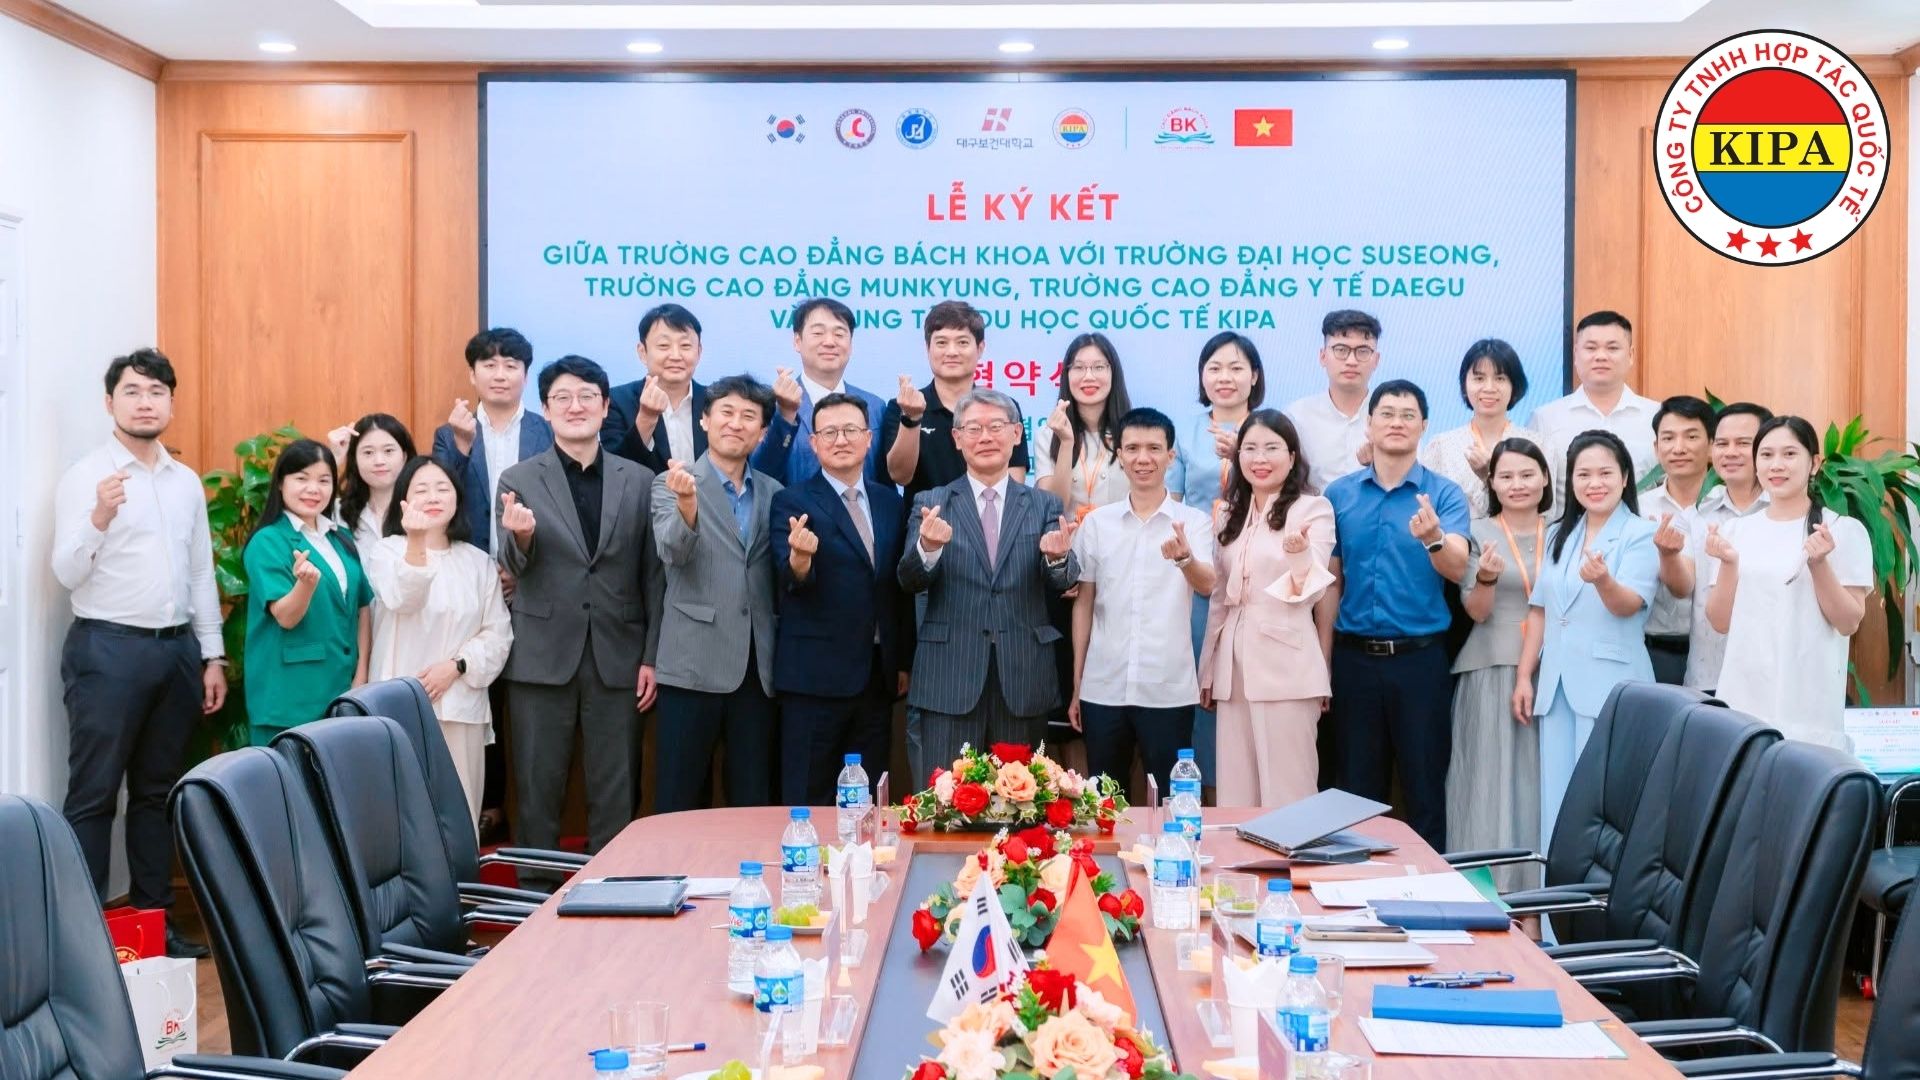 CÔNG TY TNHH HỢP TÁC QUỐC TẾ
KIPA
대구보건대학교
KIPA
BK
LỄ KÝ KẾT
GIỮA TRƯỜNG CAO ĐẲNG BÁCH KHOA VỚI TRƯỜNG ĐẠI HỌC SUSEONG,
TRƯỜNG CAO ĐẲNG MUNKYUNG, TRƯỜNG CAO ĐẲNG Y TẾ DAEGU
DU HỌC QUỐC TẾ KIPA
협약
BK